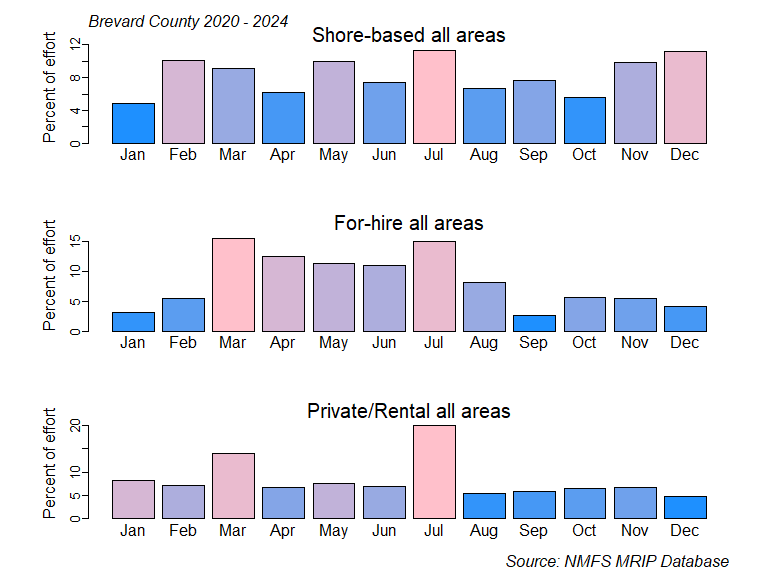 Brevard County 2020 - 2024
Shore-based all areas
Percent of effort
12
8
4
0
Jan Feb Mar Apr May Jun Jul Aug Sep Oct Nov Dec
For-hire all areas
Percent of effort
15
10
5
0
Jan Feb Mar Apr May Jun Jul Aug Sep Oct Nov Dec
Private/Rental all areas
Percent of effort
20
10
5
0
Jan Feb Mar Apr May Jun Jul Aug Sep Oct Nov Dec
Source: NMFS MRIP Database